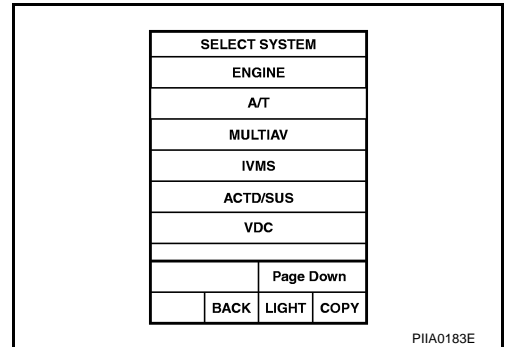 SELECT SYSTEM
ENGINE
A/T
MULTIAV
IVMS
ACTD/SUS
VDC
Page Down
BACK LIGHT COPY
PIIA0183E